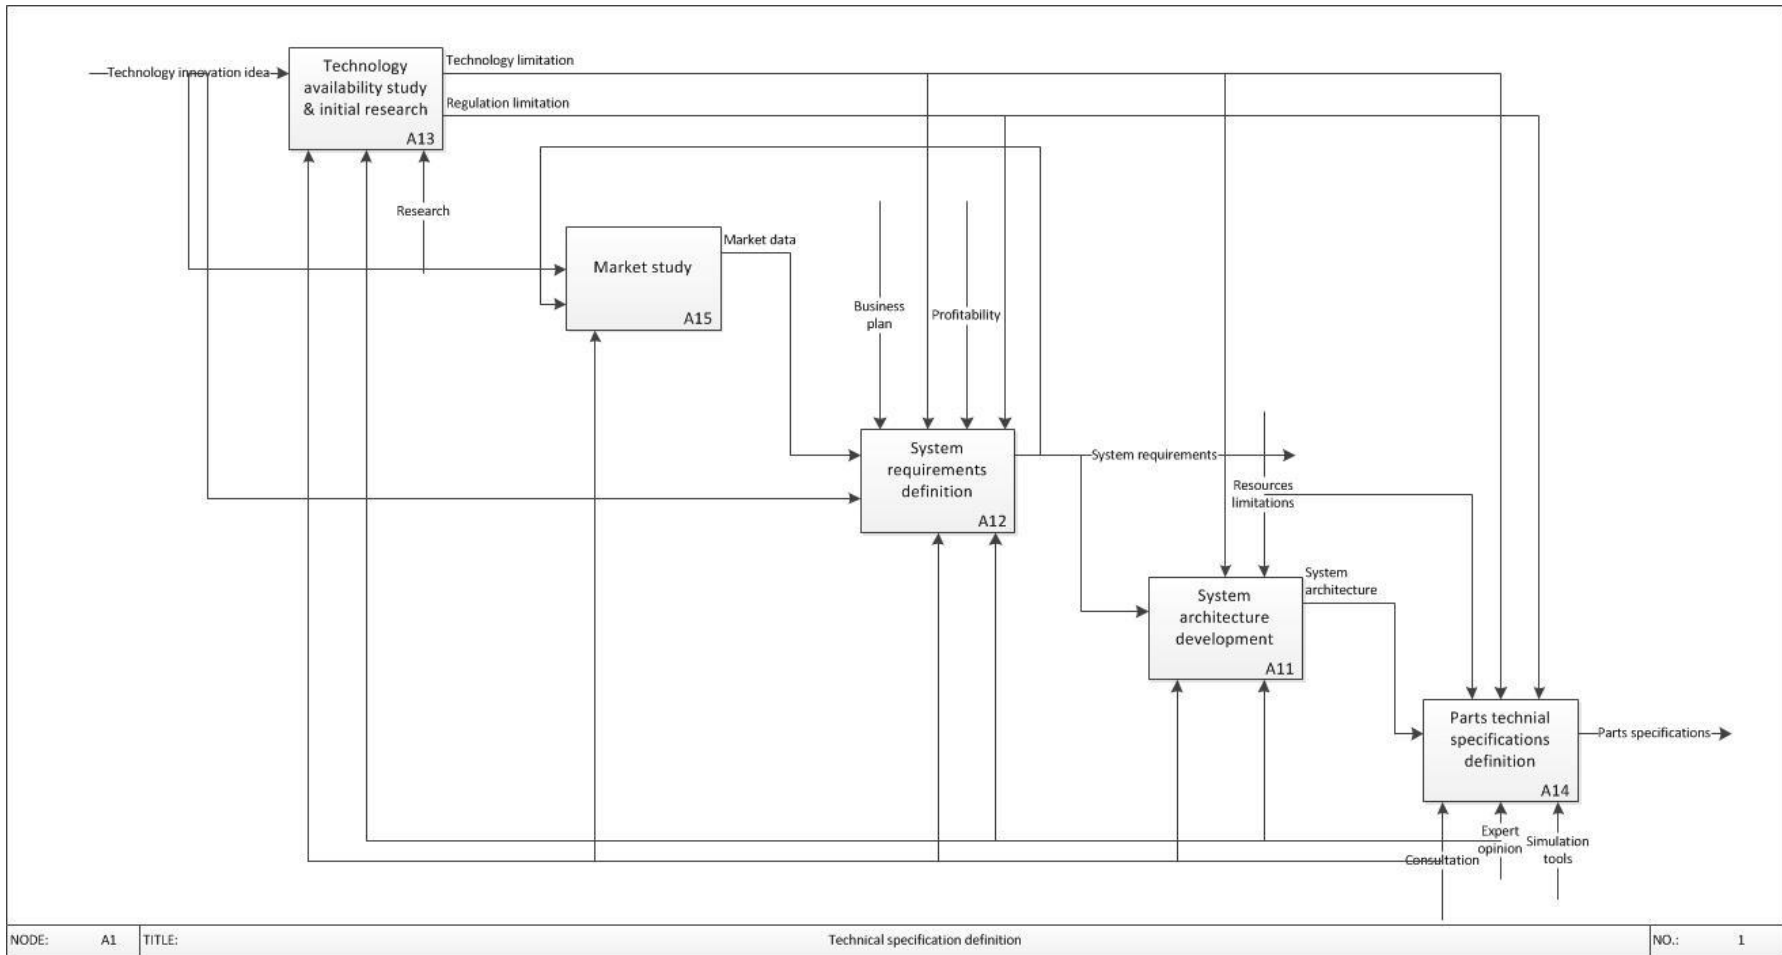 Technology innovation idea
Technology
availability study
& initial research
A13
Technology limitation
Regulation limitation
Research
Market study
A15
Market data
Business
plan
Profitability
System
requirements
definition
A12
System requirements
Resources
limitations
System
architecture
development
A11
System
architecture
Parts technial
specifications
definition
A14
Parts specifications
Consultation
Expert
opinion
Simulation
tools
NODE: A1 TITLE: Technical specification definition NO.: 1